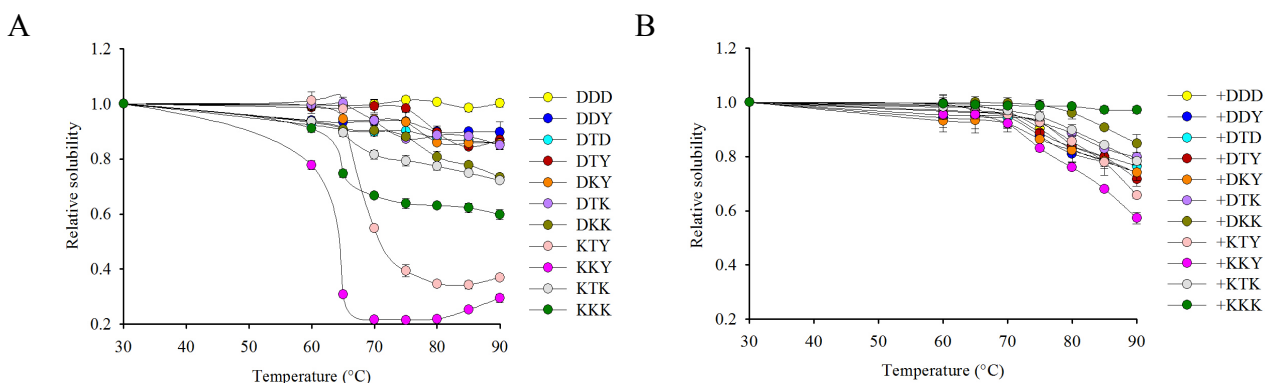 A
Relative solubility
1.2
1.0
0.8
0.6
0.4
0.2
30
40
50
60
70
80
90
Temperature (°C)
DDD
DDY
DTD
DTY
DKY
DTK
DKK
KTY
KKY
KTK
KKK
B
Relative solubility
1.2
1.0
0.8
0.6
0.4
0.2
30
40
50
60
70
80
90
Temperature (°C)
+DDD
+DDY
+DTD
+DTY
+DKY
+DTK
+DKK
+KTY
+KKY
+KTK
+KKK